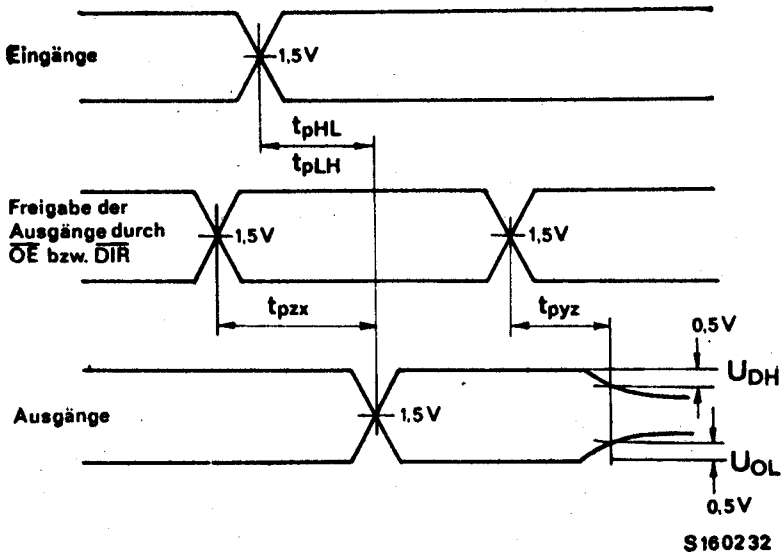 Eingänge
1,5V
tpHL
tpLH
Freigabe der
Ausgänge durch
OE bzw. DIR
1,5V
1,5V
tpzx
tpyz
0,5V
UDH
Ausgänge
1,5V
UOL
0,5V
S160232